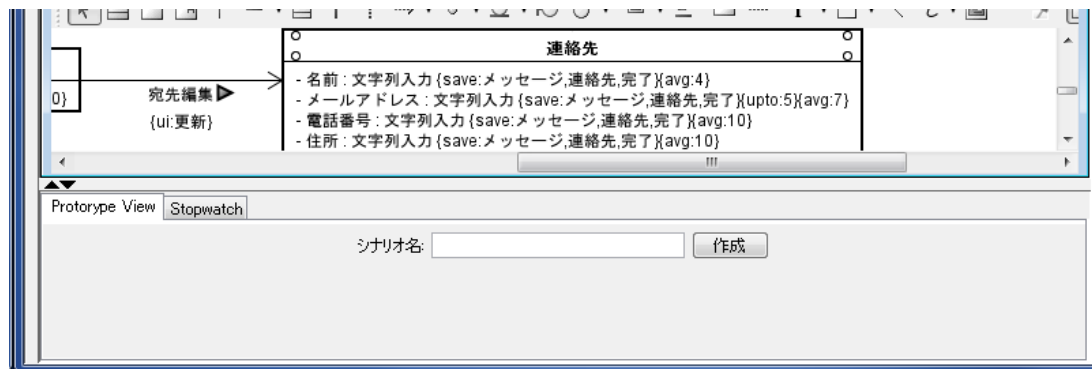 連絡先
- 名前 : 文字列入力 {save:メッセージ,連絡先,完了}{avg:4}
0}
宛先編集▶
- メールアドレス : 文字列入力 {save:メッセージ,連絡先,完了}{upto:5}{avg:7}
{ui:更新}
- 電話番号 : 文字列入力 {save:メッセージ,連絡先,完了}{avg:10}
- 住所 : 文字列入力 {save:メッセージ,連絡先,完了}{avg:10}
Protorype View
Stopwatch
シナリオ名:
作成